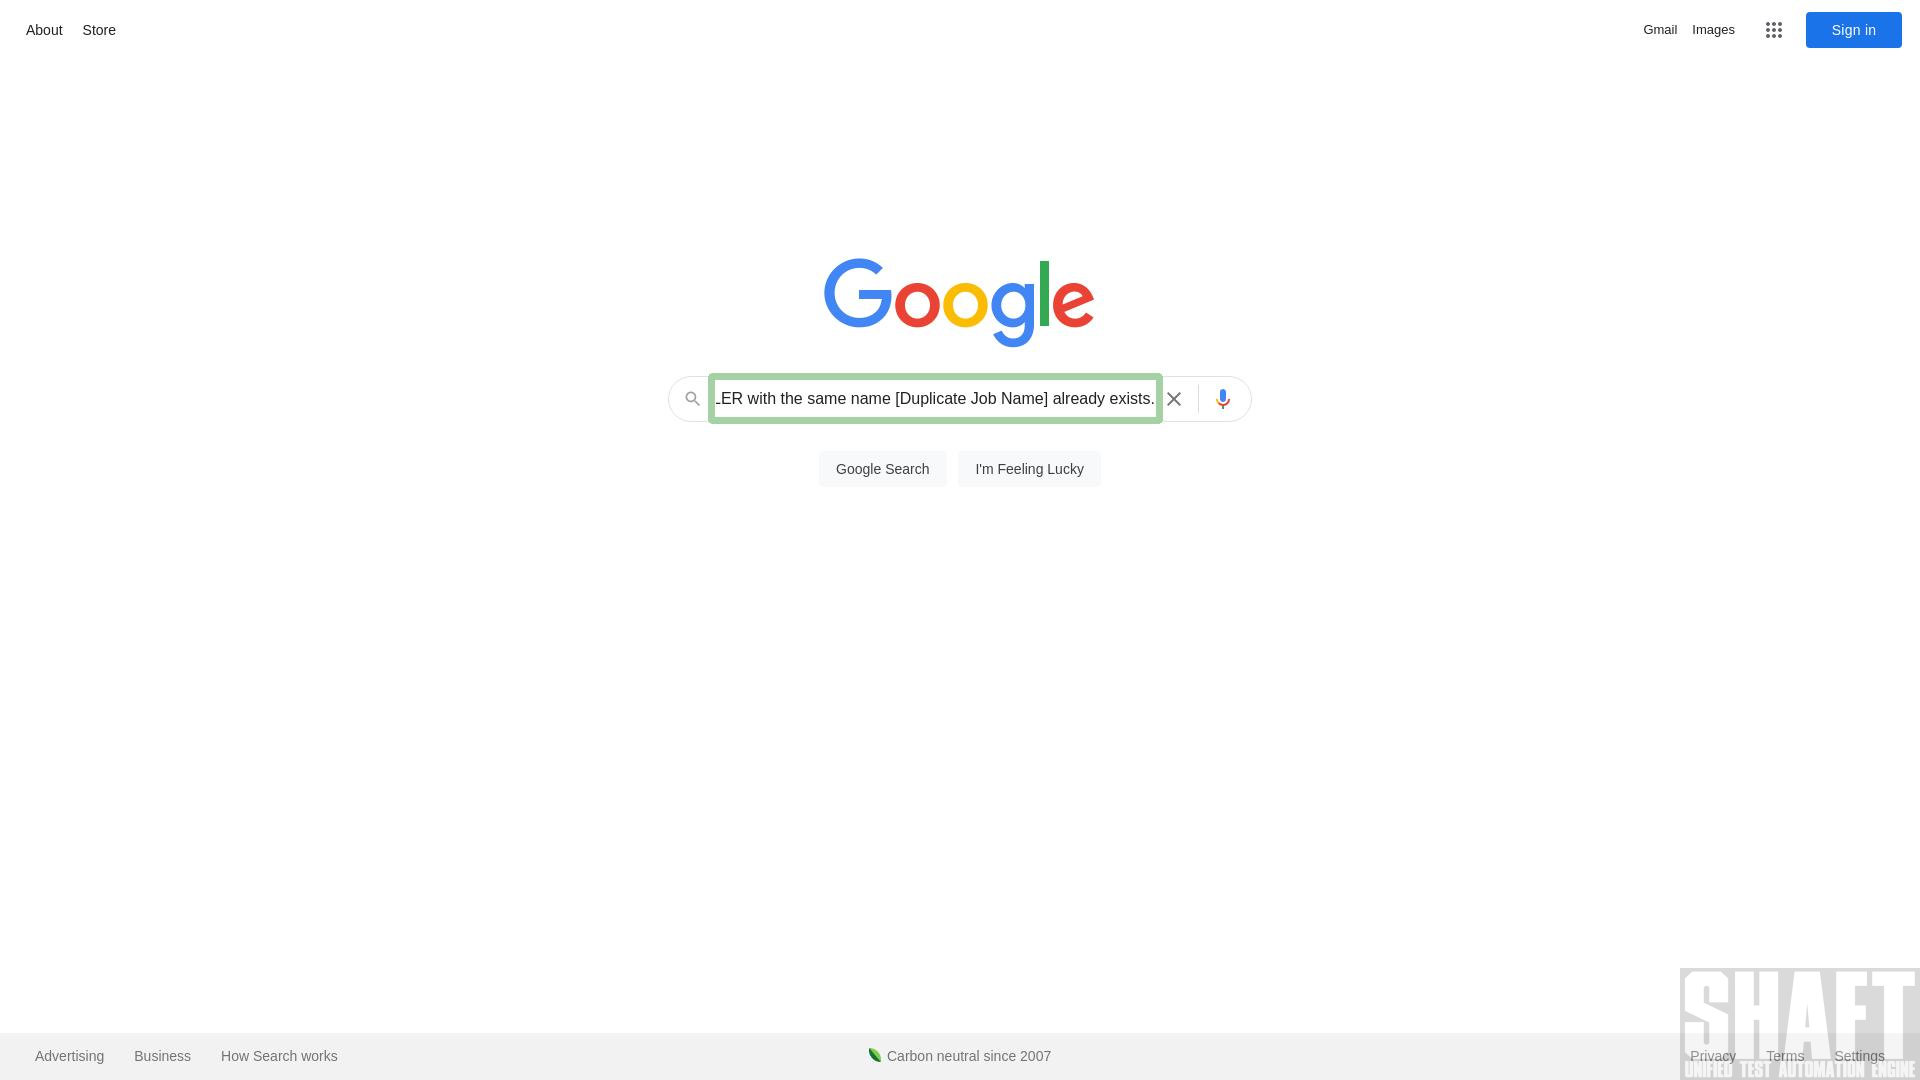 About Store
Gmail Images Sign in
Google
LER with the same name [Duplicate Job Name] already exists.
Google Search I'm Feeling Lucky
SHAFT
UNIFIED TEST AUTOMATION ENGINE
Advertising Business How Search works
Carbon neutral since 2007
Privacy Terms Settings